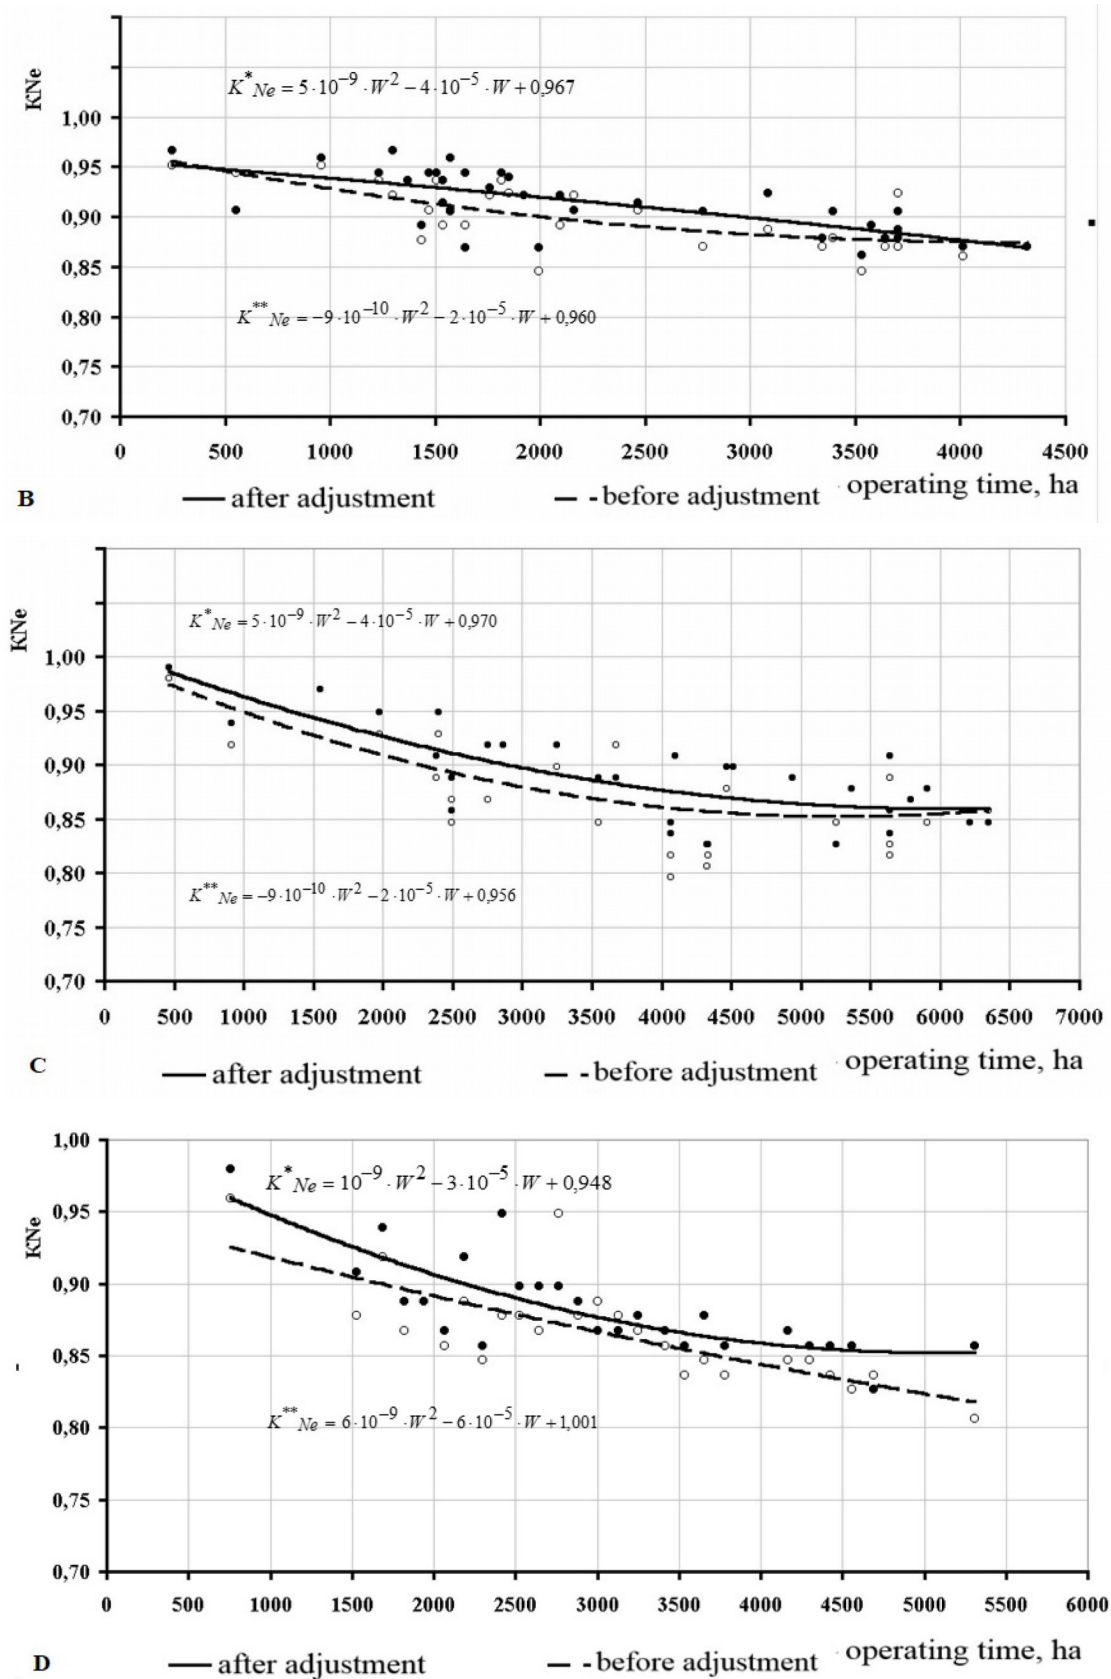 KNe
K*Ne = 5·10⁻⁹·W² − 4·10⁻⁵·W + 0,967
1,00
0,95
0,90
0,85
K**Ne = −9·10⁻¹⁰·W² − 2·10⁻⁵·W + 0,960
0,80
0,75
0,70
0 500 1000 1500 2000 2500 3000 3500 4000 4500
B after adjustment before adjustment operating time, ha
KNe
K*Ne = 5·10⁻⁹·W² − 4·10⁻⁵·W + 0,970
1,00
0,95
0,90
0,85
0,80
K**Ne = −9·10⁻¹⁰·W² − 2·10⁻⁵·W + 0,956
0,75
0,70
0 500 1000 1500 2000 2500 3000 3500 4000 4500 5000 5500 6000 6500 7000
C after adjustment before adjustment operating time, ha
1,00
K*Ne = 10⁻⁹·W² − 3·10⁻⁵·W + 0,948
0,95
KNe
0,90
0,85
K**Ne = 6·10⁻⁹·W² − 6·10⁻⁵·W + 1,001
0,80
0,75
0,70
0 500 1000 1500 2000 2500 3000 3500 4000 4500 5000 5500 6000
D after adjustment before adjustment operating time, ha